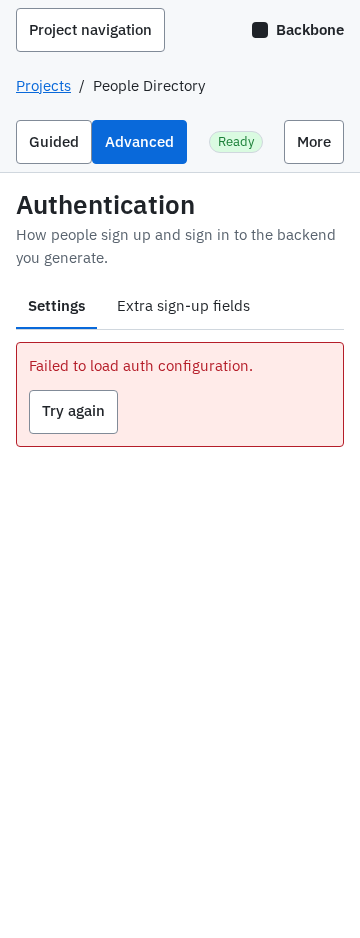 Project navigation
Backbone
Projects / People Directory
Guided
Advanced
Ready
More
Authentication
How people sign up and sign in to the backend
you generate.
Settings
Extra sign-up fields
Failed to load auth configuration.
Try again